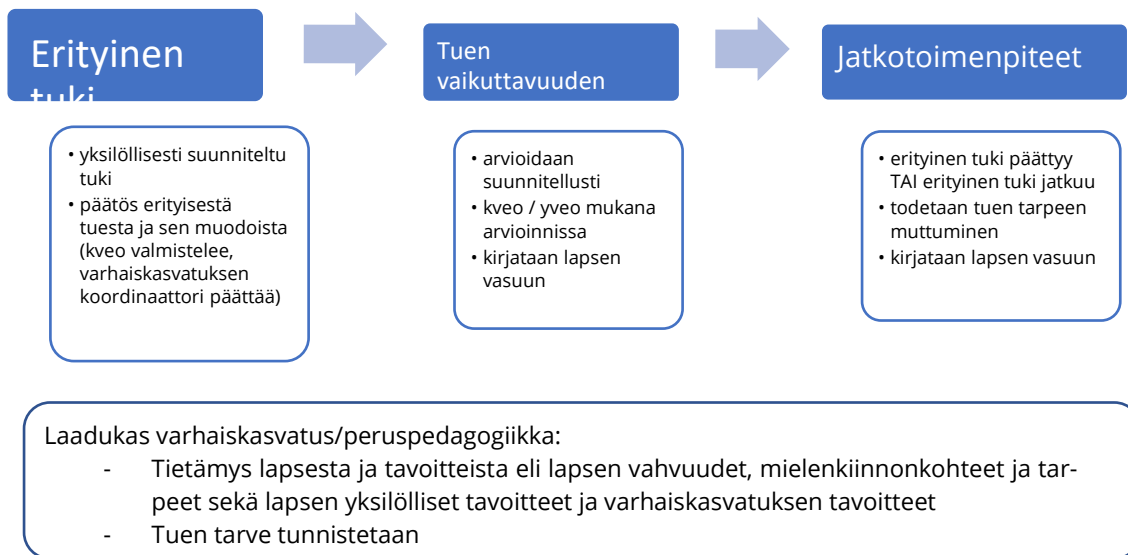 Erityinen
tuki
Tuen
vaikuttavuuden
Jatkotoimenpiteet
• yksilöllisesti suunniteltu
tuki
• päätös erityisestä
tuesta ja sen muodoista
(kveo valmistelee,
varhaiskasvatuksen
koordinaattori päättää)
• arvioidaan
suunnitellusti
• kveo / yveo mukana
arvioinnissa
• kirjataan lapsen
vasuun
• erityinen tuki päättyy
TAI erityinen tuki jatkuu
• todetaan tuen tarpeen
muttuminen
• kirjataan lapsen vasuun
Laadukas varhaiskasvatus/peruspedagogiikka:
- Tietämys lapsesta ja tavoitteista eli lapsen vahvuudet, mielenkiinnonkohteet ja tar-
peet sekä lapsen yksilölliset tavoitteet ja varhaiskasvatuksen tavoitteet
- Tuen tarve tunnistetaan